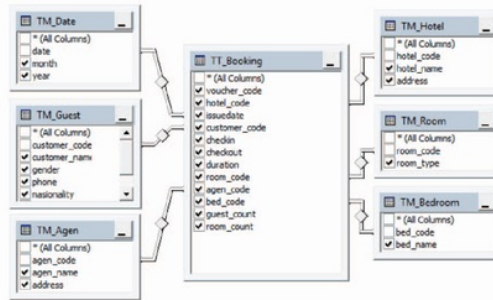 TM_Date
* (All Columns)
date
month
year
TM_Guest
* (All Columns)
customer_code
customer_name
gender
phone
nasionality
TM_Agen
* (All Columns)
agen_code
agen_name
address
TT_Booking
* (All Columns)
voucher_code
hotel_code
issuedate
customer_code
checkin
checkout
duration
room_code
agen_code
bed_code
guest_count
room_count
TM_Hotel
* (All Columns)
hotel_code
hotel_name
address
TM_Room
* (All Columns)
room_code
room_type
TM_Bedroom
* (All Columns)
bed_code
bed_name